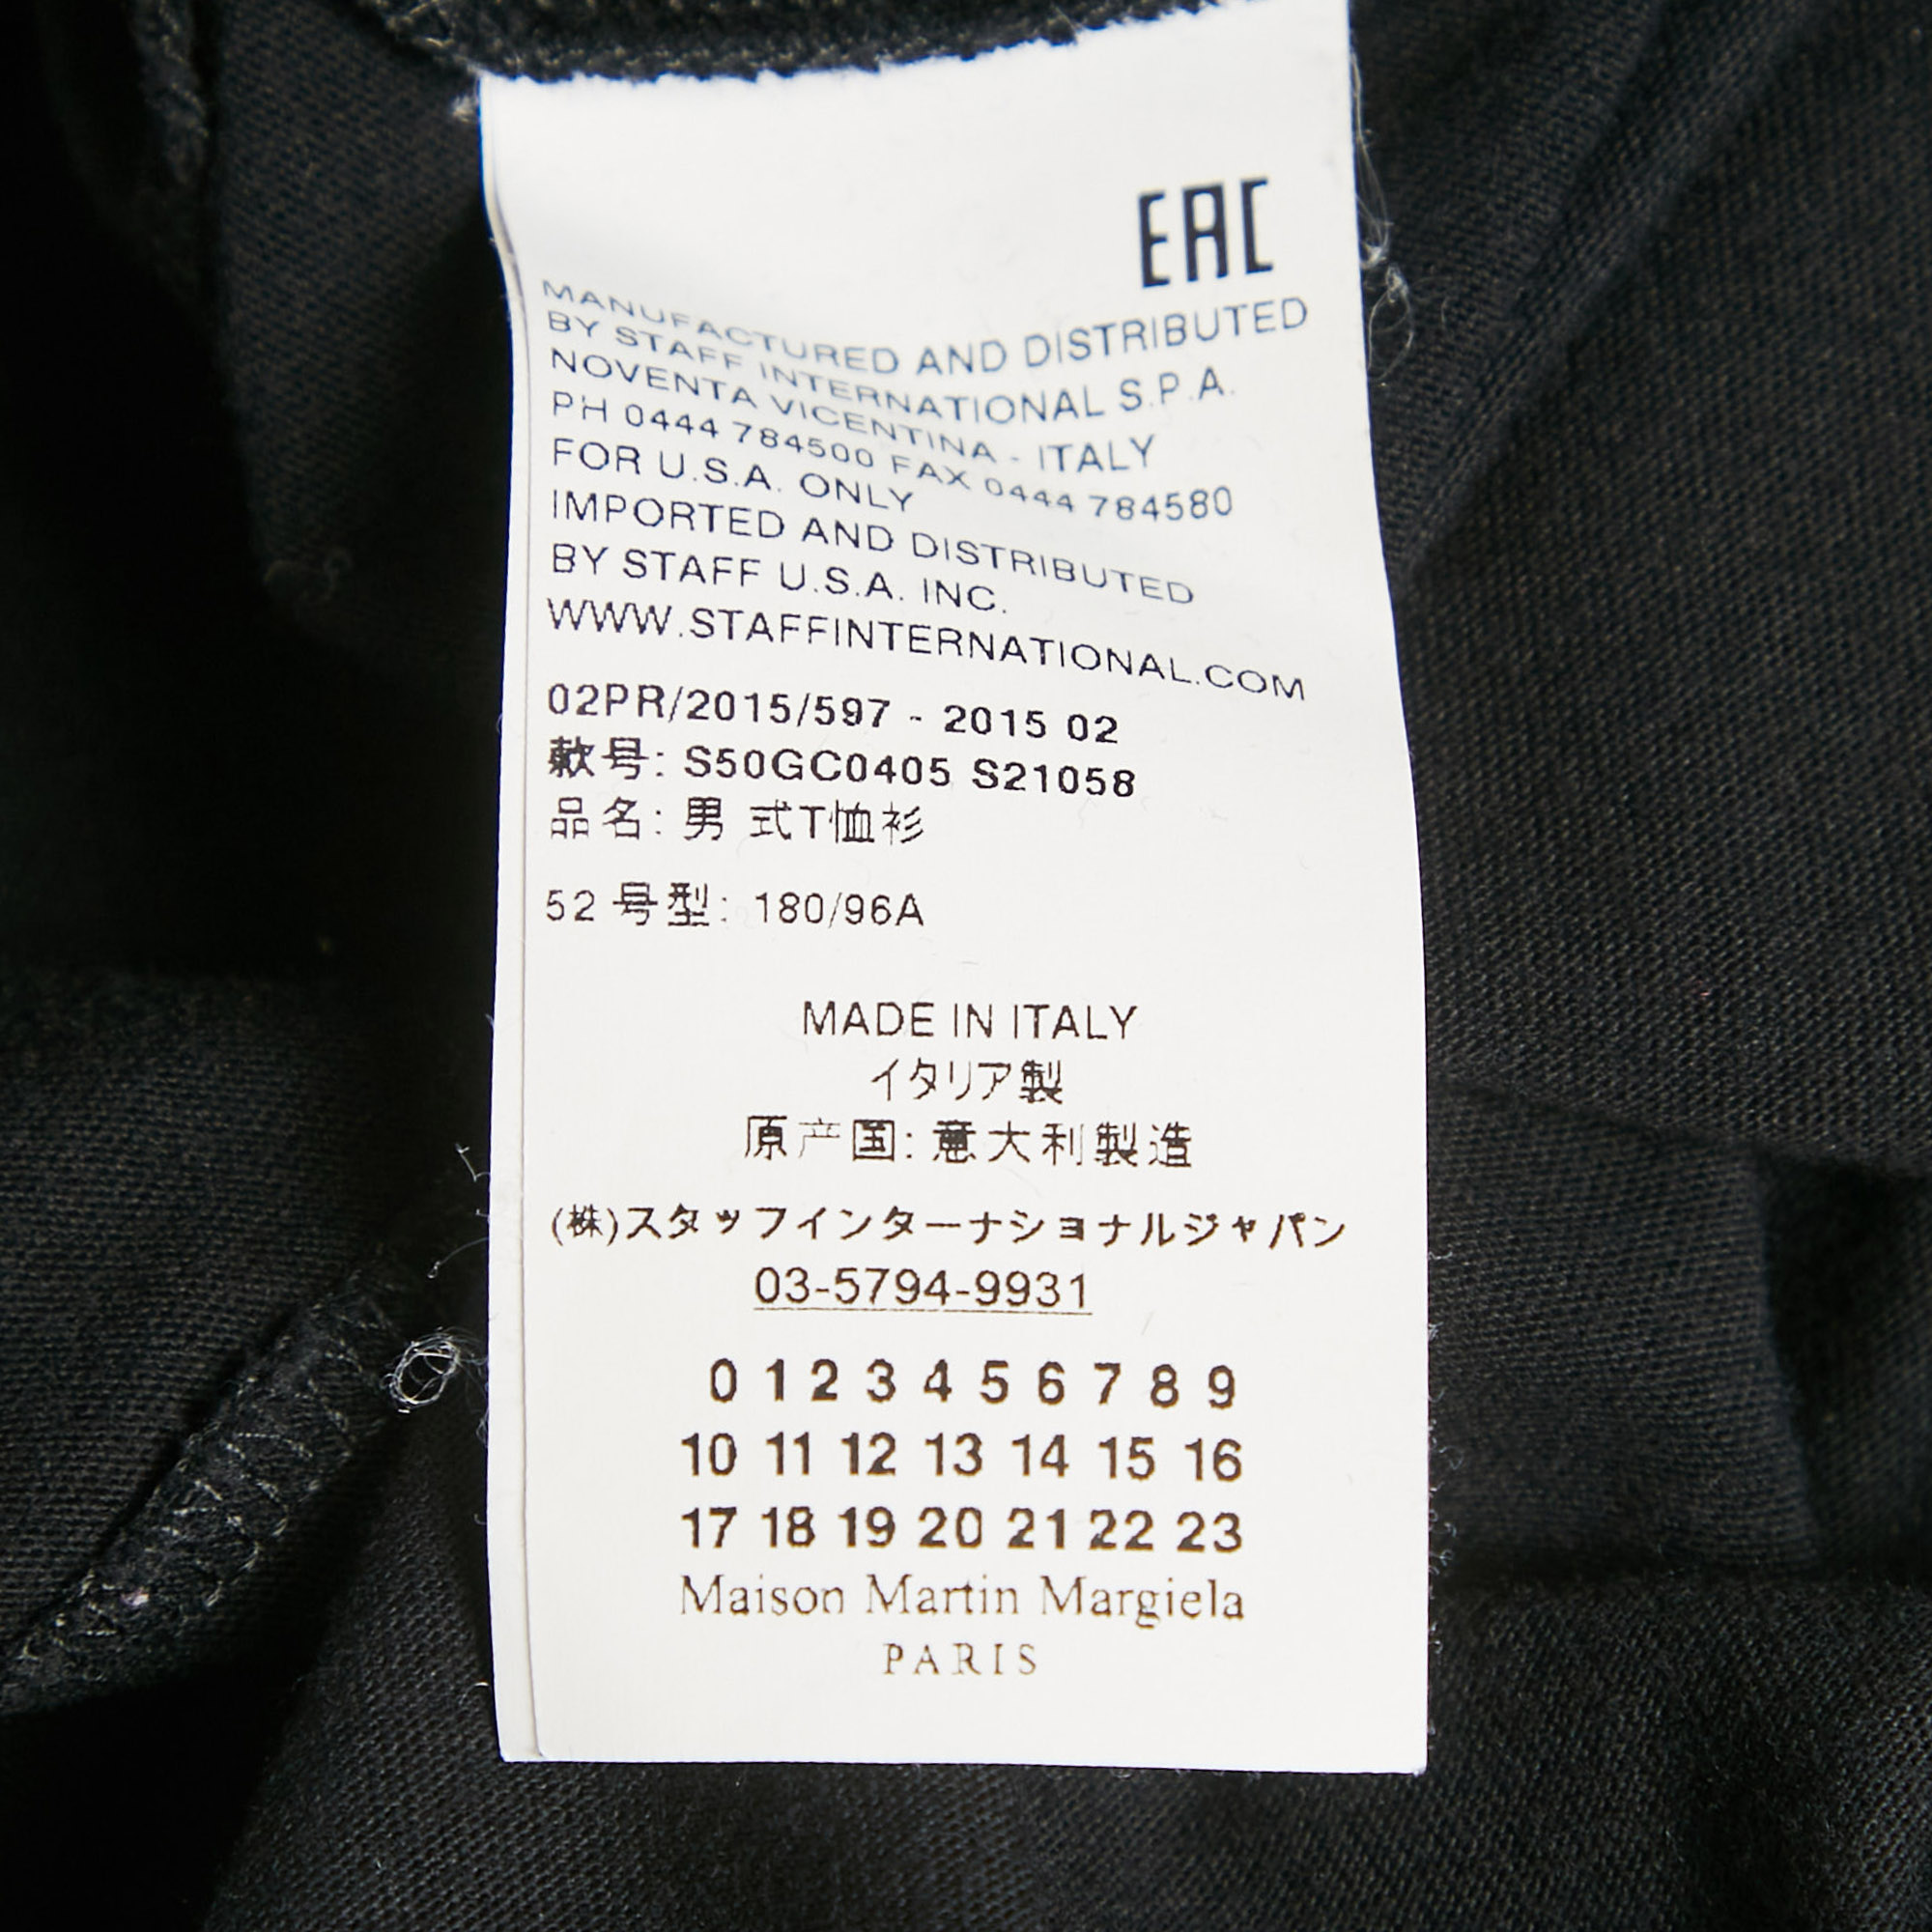 EAC
MANUFACTURED AND DISTRIBUTED
BY STAFF INTERNATIONAL S.P.A.
NOVENTA VICENTINA - ITALY
PH 0444 784500 FAX 0444 784580
FOR U.S.A. ONLY
IMPORTED AND DISTRIBUTED
BY STAFF U.S.A. INC.
WWW.STAFFINTERNATIONAL.COM
02PR/2015/597 - 2015 02
款号: S50GC0405 S21058
品名: 男 式T恤衫
52 号型: 180/96A
MADE IN ITALY
イタリア製
原产国: 意大利製造
(株)スタッフインターナショナルジャパン
03-5794-9931
0 1 2 3 4 5 6 7 8 9
10 11 12 13 14 15 16
17 18 19 20 21 22 23
Maison Martin Margiela
PARIS